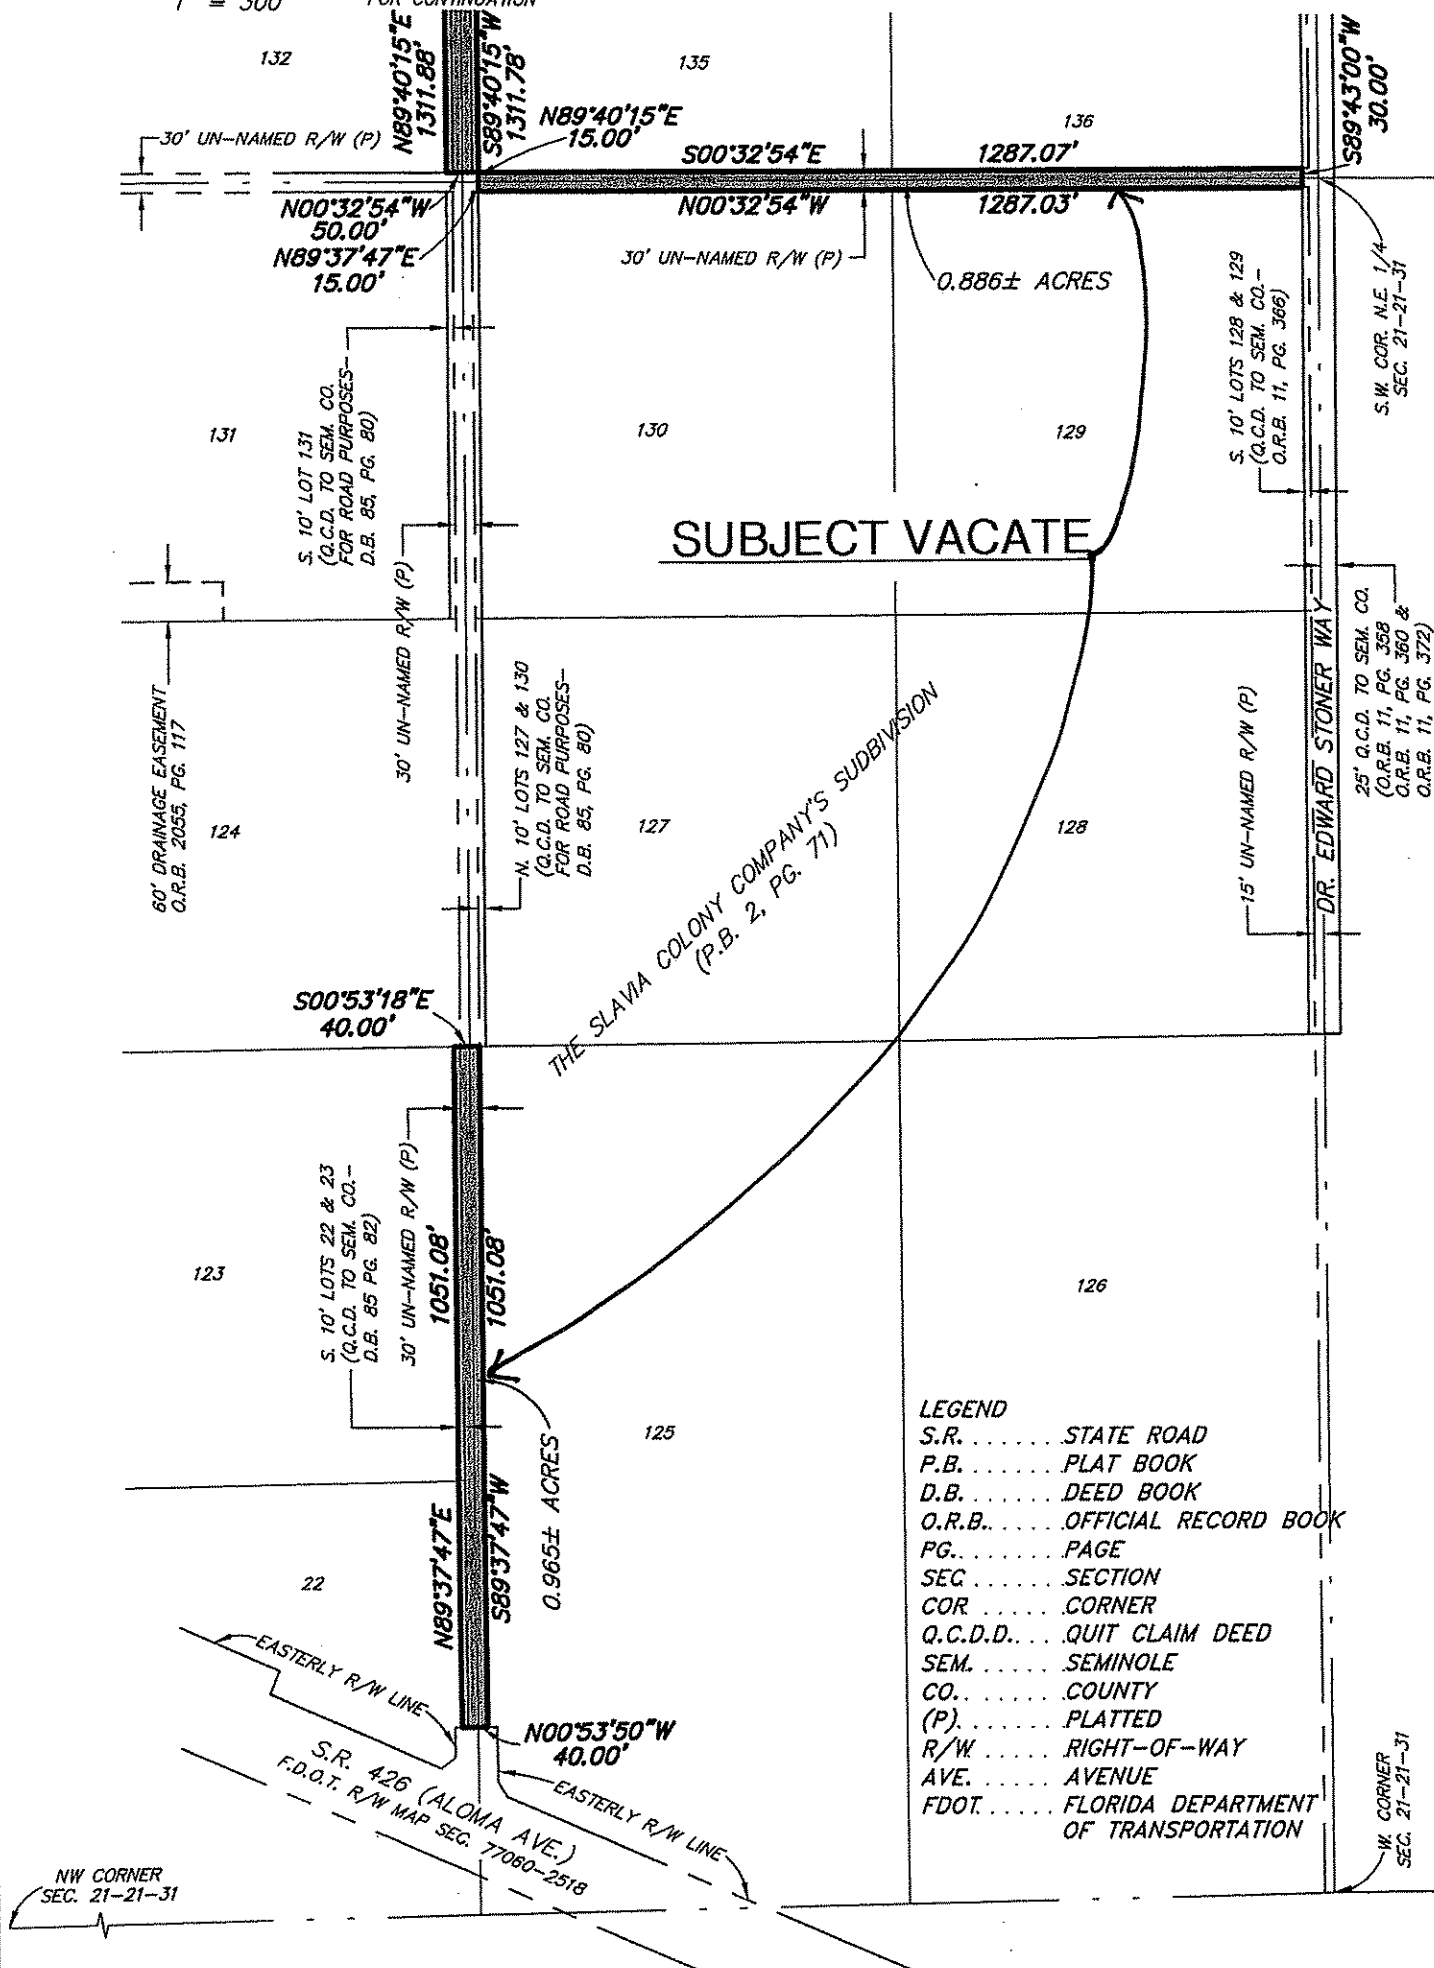 1" = 300'
FOR CONTINUATION
132
N89°40'15"E
1311.88'
S89°40'15"W
1311.78'
135
S89°43'00"W
30.00'
30' UN-NAMED R/W (P)
N89°40'15"E
15.00'
136
S00°32'54"E
1287.07'
N00°32'54"W
50.00'
N00°32'54"W
1287.03'
N89°37'47"E
15.00'
30' UN-NAMED R/W (P)
0.886± ACRES
S.W. COR. N.E. 1/4
SEC. 21-21-31
S. 10' LOTS 128 & 129
(Q.C.D. TO SEM. CO.-
O.R.B. 11, PG. 366)
131
S. 10' LOT 131
(Q.C.D. TO SEM. CO.
FOR ROAD PURPOSES-
D.B. 85, PG. 80)
130
129
SUBJECT VACATE
30' UN-NAMED R/W (P)
60' DRAINAGE EASEMENT
O.R.B. 2055, PG. 117
124
N. 10' LOTS 127 & 130
(Q.C.D. TO SEM. CO.
FOR ROAD PURPOSES-
D.B. 85, PG. 80)
127
THE SLAVIA COLONY COMPANY'S SUDBIVISION
(P.B. 2, PG. 71)
128
15' UN-NAMED R/W (P)
DR. EDWARD STONER WAY
25' Q.C.D. TO SEM. CO.
(O.R.B. 11, PG. 358
O.R.B. 11, PG. 360 &
O.R.B. 11, PG. 372)
S00°53'18"E
40.00'
123
S. 10' LOTS 22 & 23
(Q.C.D. TO SEM. CO.-
D.B. 85 PG. 82)
30' UN-NAMED R/W (P)
1051.08'
1051.08'
126
125
N89°37'47"E
S89°37'47"W
0.965± ACRES
22
LEGEND
S.R. . . . . . . . STATE ROAD
P.B. . . . . . . . PLAT BOOK
D.B. . . . . . . . DEED BOOK
O.R.B. . . . . . . OFFICIAL RECORD BOOK
PG. . . . . . . . PAGE
SEC . . . . . . . SECTION
COR . . . . . . CORNER
Q.C.D.D. . . . . QUIT CLAIM DEED
SEM. . . . . . . SEMINOLE
CO. . . . . . . . COUNTY
(P). . . . . . . . PLATTED
R/W . . . . . . RIGHT-OF-WAY
AVE. . . . . . . AVENUE
FDOT . . . . . . FLORIDA DEPARTMENT
OF TRANSPORTATION
EASTERLY R/W LINE
N00°53'50"W
40.00'
S.R. 426 (ALOMA AVE.)
F.D.O.T. R/W MAP SEC. 77060-2518
EASTERLY R/W LINE
NW CORNER
SEC. 21-21-31
W. CORNER
SEC. 21-21-31